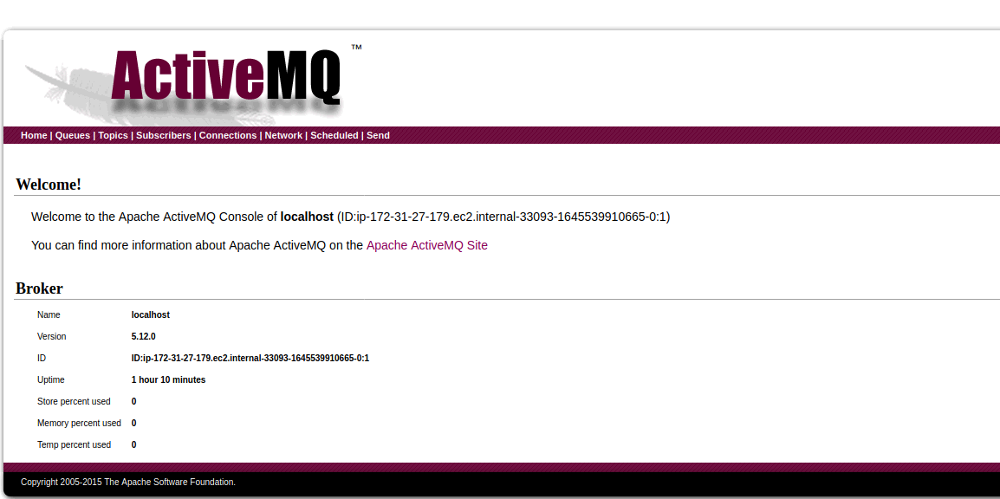 ActiveMQ ™
Home | Queues | Topics | Subscribers | Connections | Network | Scheduled | Send
Welcome!
Welcome to the Apache ActiveMQ Console of localhost (ID:ip-172-31-27-179.ec2.internal-33093-1645539910665-0:1)
You can find more information about Apache ActiveMQ on the Apache ActiveMQ Site
Broker
Name localhost
Version 5.12.0
ID ID:ip-172-31-27-179.ec2.internal-33093-1645539910665-0:1
Uptime 1 hour 10 minutes
Store percent used 0
Memory percent used 0
Temp percent used 0
Copyright 2005-2015 The Apache Software Foundation.